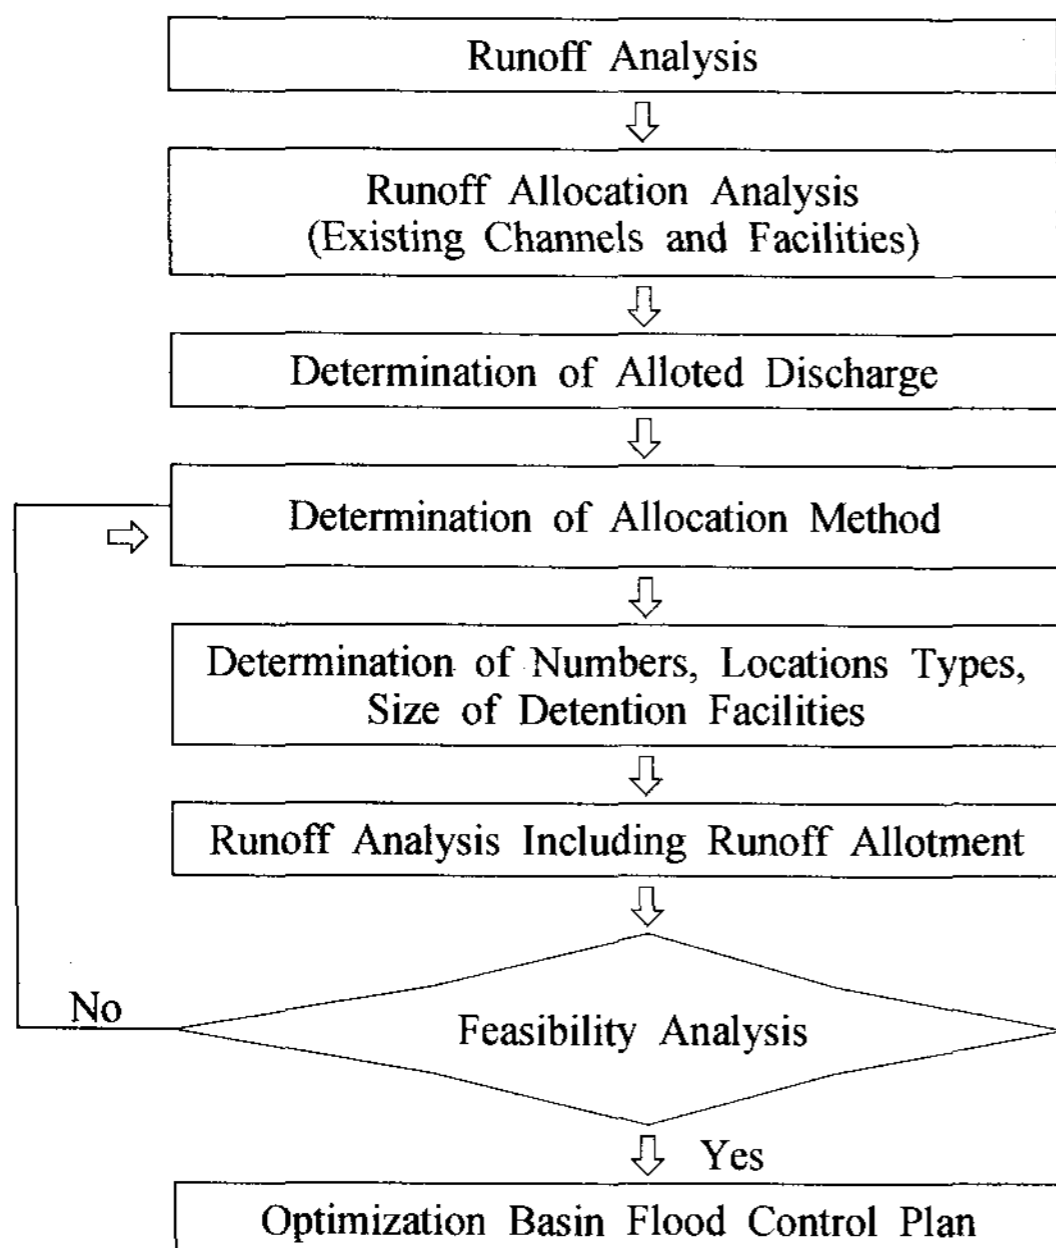 Runoff Analysis
Runoff Allocation Analysis
(Existing Channels and Facilities)
Determination of Alloted Discharge
Determination of Allocation Method
Determination of Numbers, Locations Types,
Size of Detention Facilities
Runoff Analysis Including Runoff Allotment
No
Feasibility Analysis
Yes
Optimization Basin Flood Control Plan